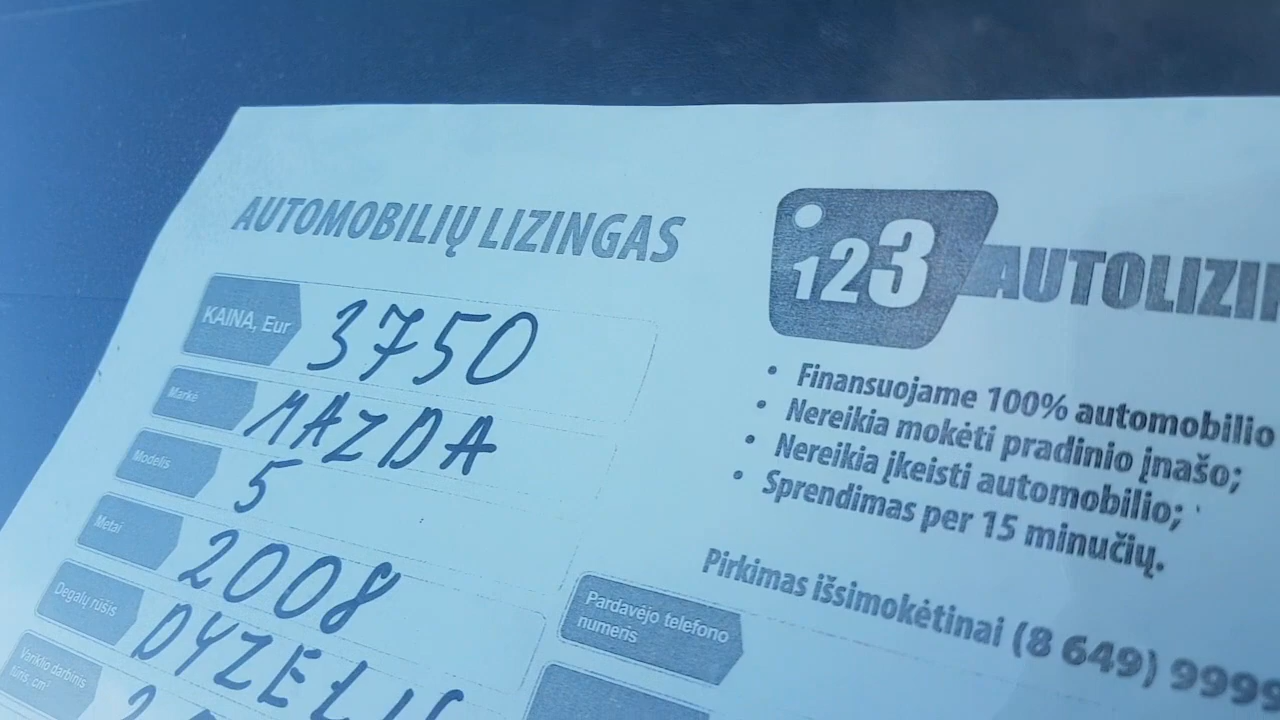 AUTOMOBILIŲ LIZINGAS
KAINA, Eur 3750
Markė MAZDA
Modelis 5
Metai 2008
Degalų rūšis
Variklio darbinis
tūris, cm³
123
Finansuojame 100% automobilio
Nereikia mokėti pradinio įnašo;
Nereikia įkeisti automobilio;
Sprendimas per 15 minučių.
Pirkimas išsimokėtinai (8 649) 9999
Pardavėjo telefono
numeris